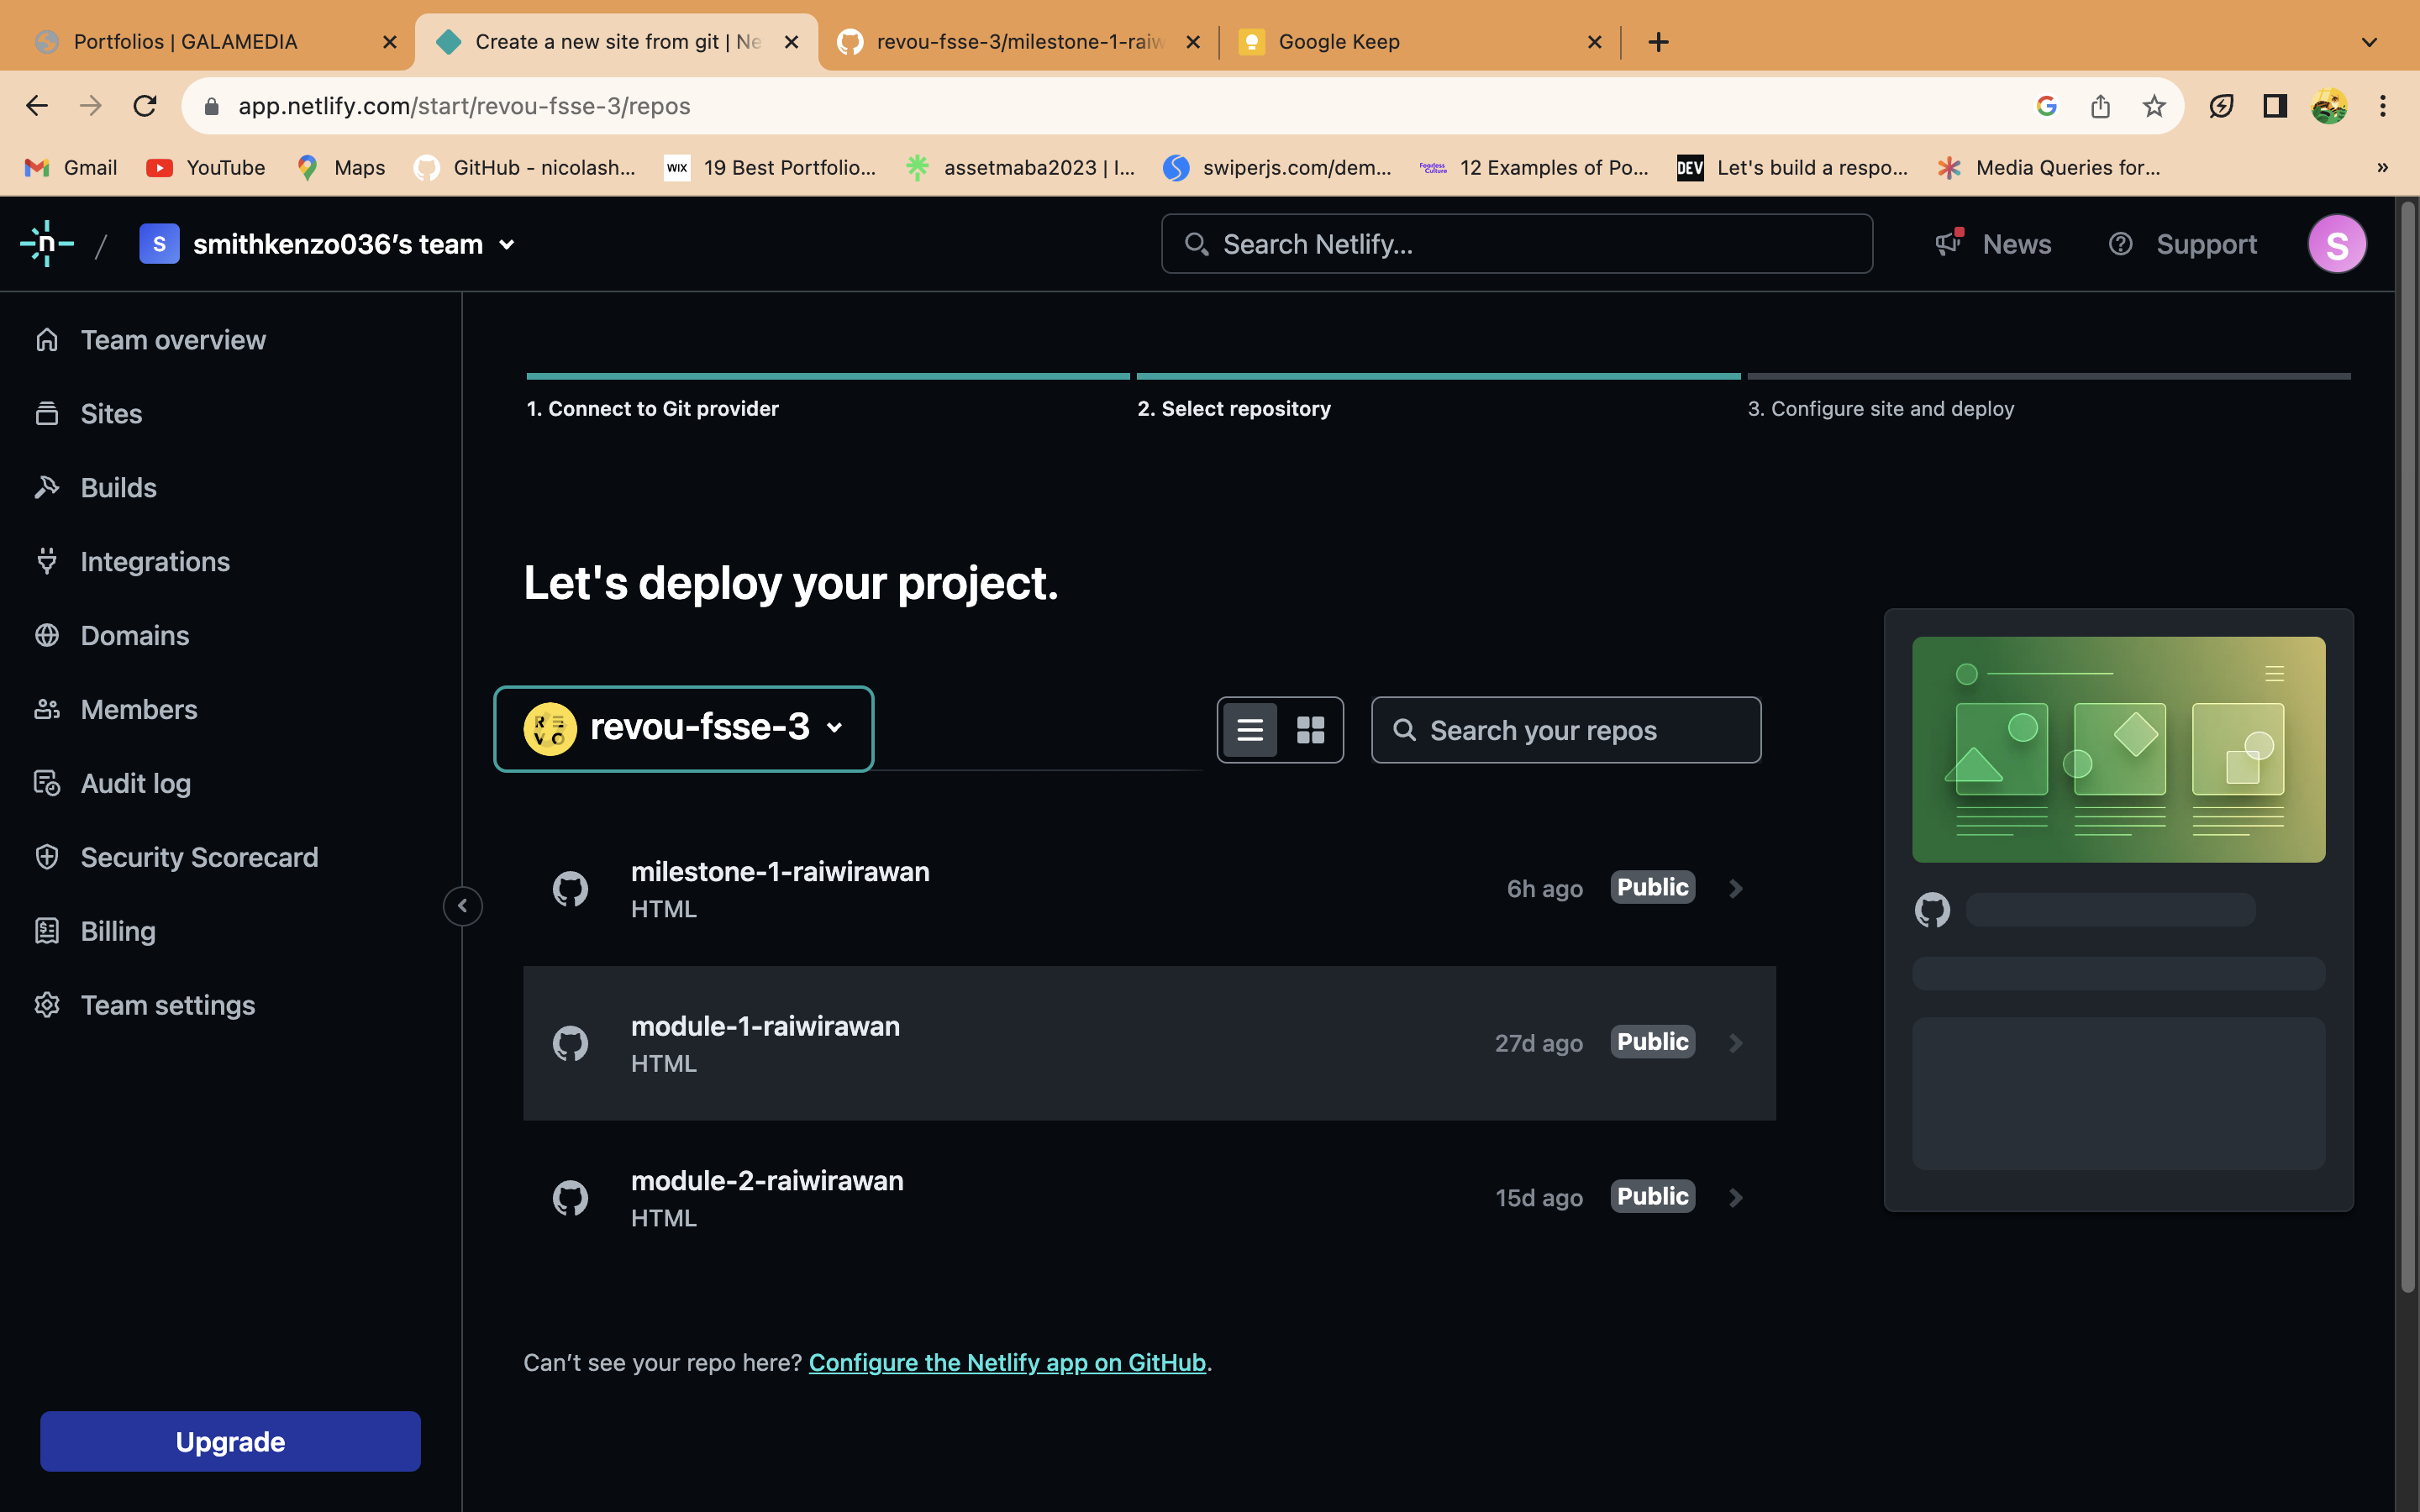 Portfolios | GALAMEDIA
Create a new site from git | Ne
revou-fsse-3/milestone-1-raiw
Google Keep
app.netlify.com/start/revou-fsse-3/repos
Gmail
YouTube
Maps
GitHub - nicolash...
WIX
19 Best Portfolio...
assetmaba2023 | l...
swiperjs.com/dem...
Fearless Culture
12 Examples of Po...
DEV
Let's build a respo...
Media Queries for...
»
n
/
S
smithkenzo036’s team
Search Netlify...
News
Support
S
Team overview
Sites
Builds
Integrations
Domains
Members
Audit log
Security Scorecard
Billing
Team settings
Upgrade
1. Connect to Git provider
2. Select repository
3. Configure site and deploy
Let's deploy your project.
revou-fsse-3
Search your repos
milestone-1-raiwirawan
HTML
6h ago
Public
module-1-raiwirawan
HTML
27d ago
Public
module-2-raiwirawan
HTML
15d ago
Public
Can’t see your repo here? Configure the Netlify app on GitHub.